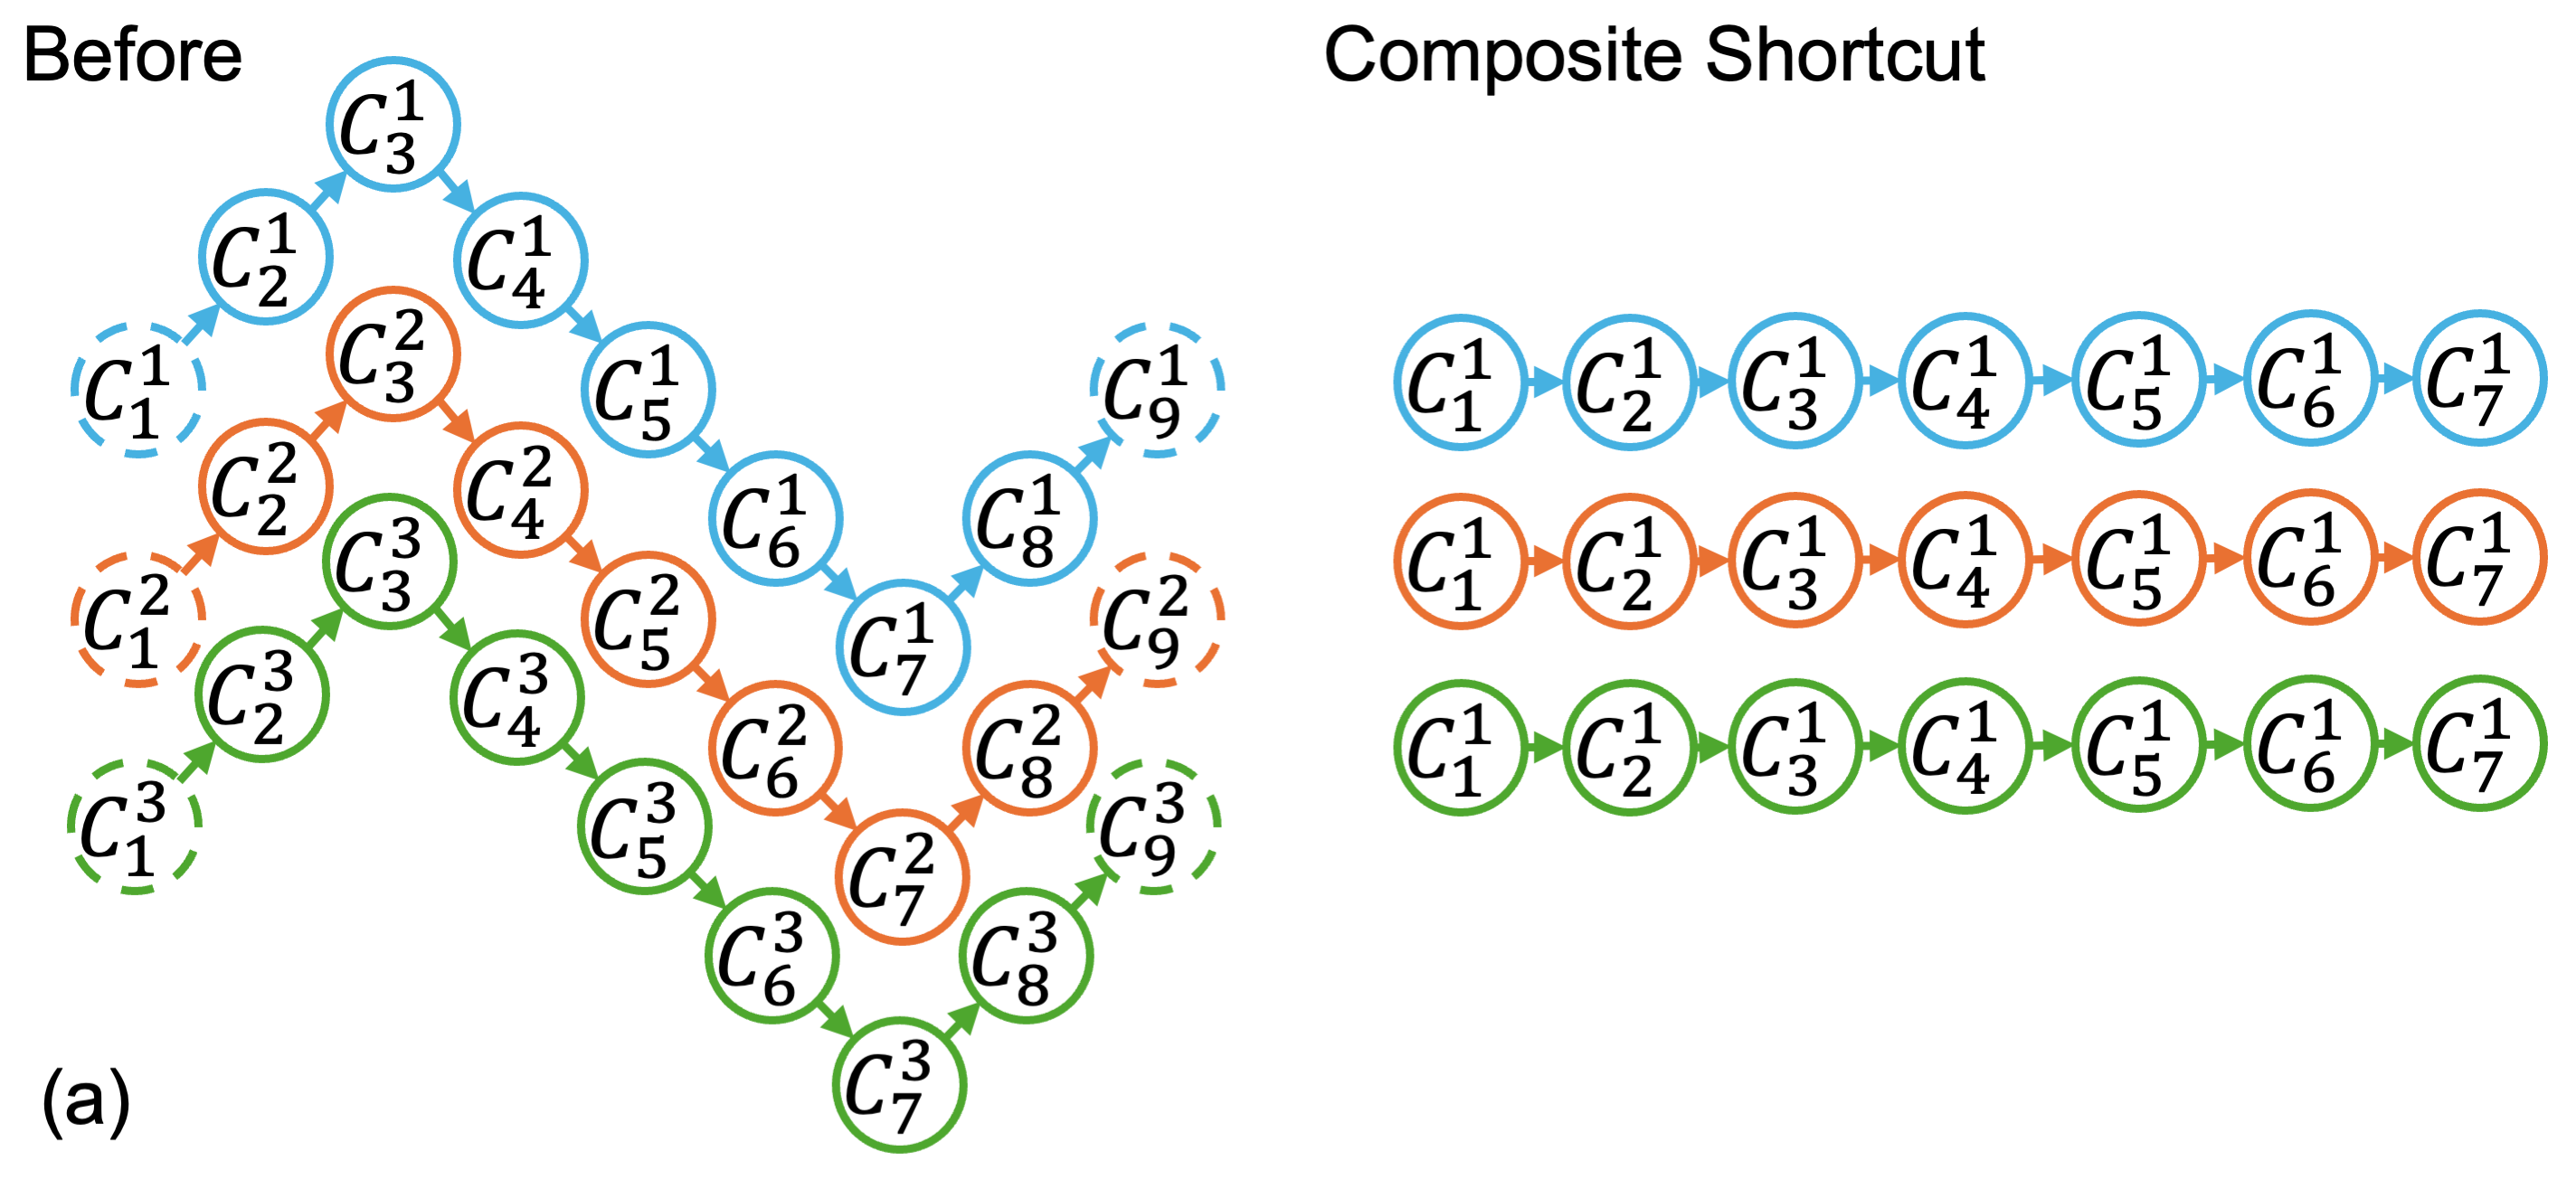 Before
Composite Shortcut
C_1^1 C_2^1 C_3^1 C_4^1 C_5^1 C_6^1 C_7^1 C_8^1 C_9^1
C_1^2 C_2^2 C_3^2 C_4^2 C_5^2 C_6^2 C_7^2 C_8^2 C_9^2
C_1^3 C_2^3 C_3^3 C_4^3 C_5^3 C_6^3 C_7^3 C_8^3 C_9^3
(a)
C_1^1 C_2^1 C_3^1 C_4^1 C_5^1 C_6^1 C_7^1
C_1^1 C_2^1 C_3^1 C_4^1 C_5^1 C_6^1 C_7^1
C_1^1 C_2^1 C_3^1 C_4^1 C_5^1 C_6^1 C_7^1